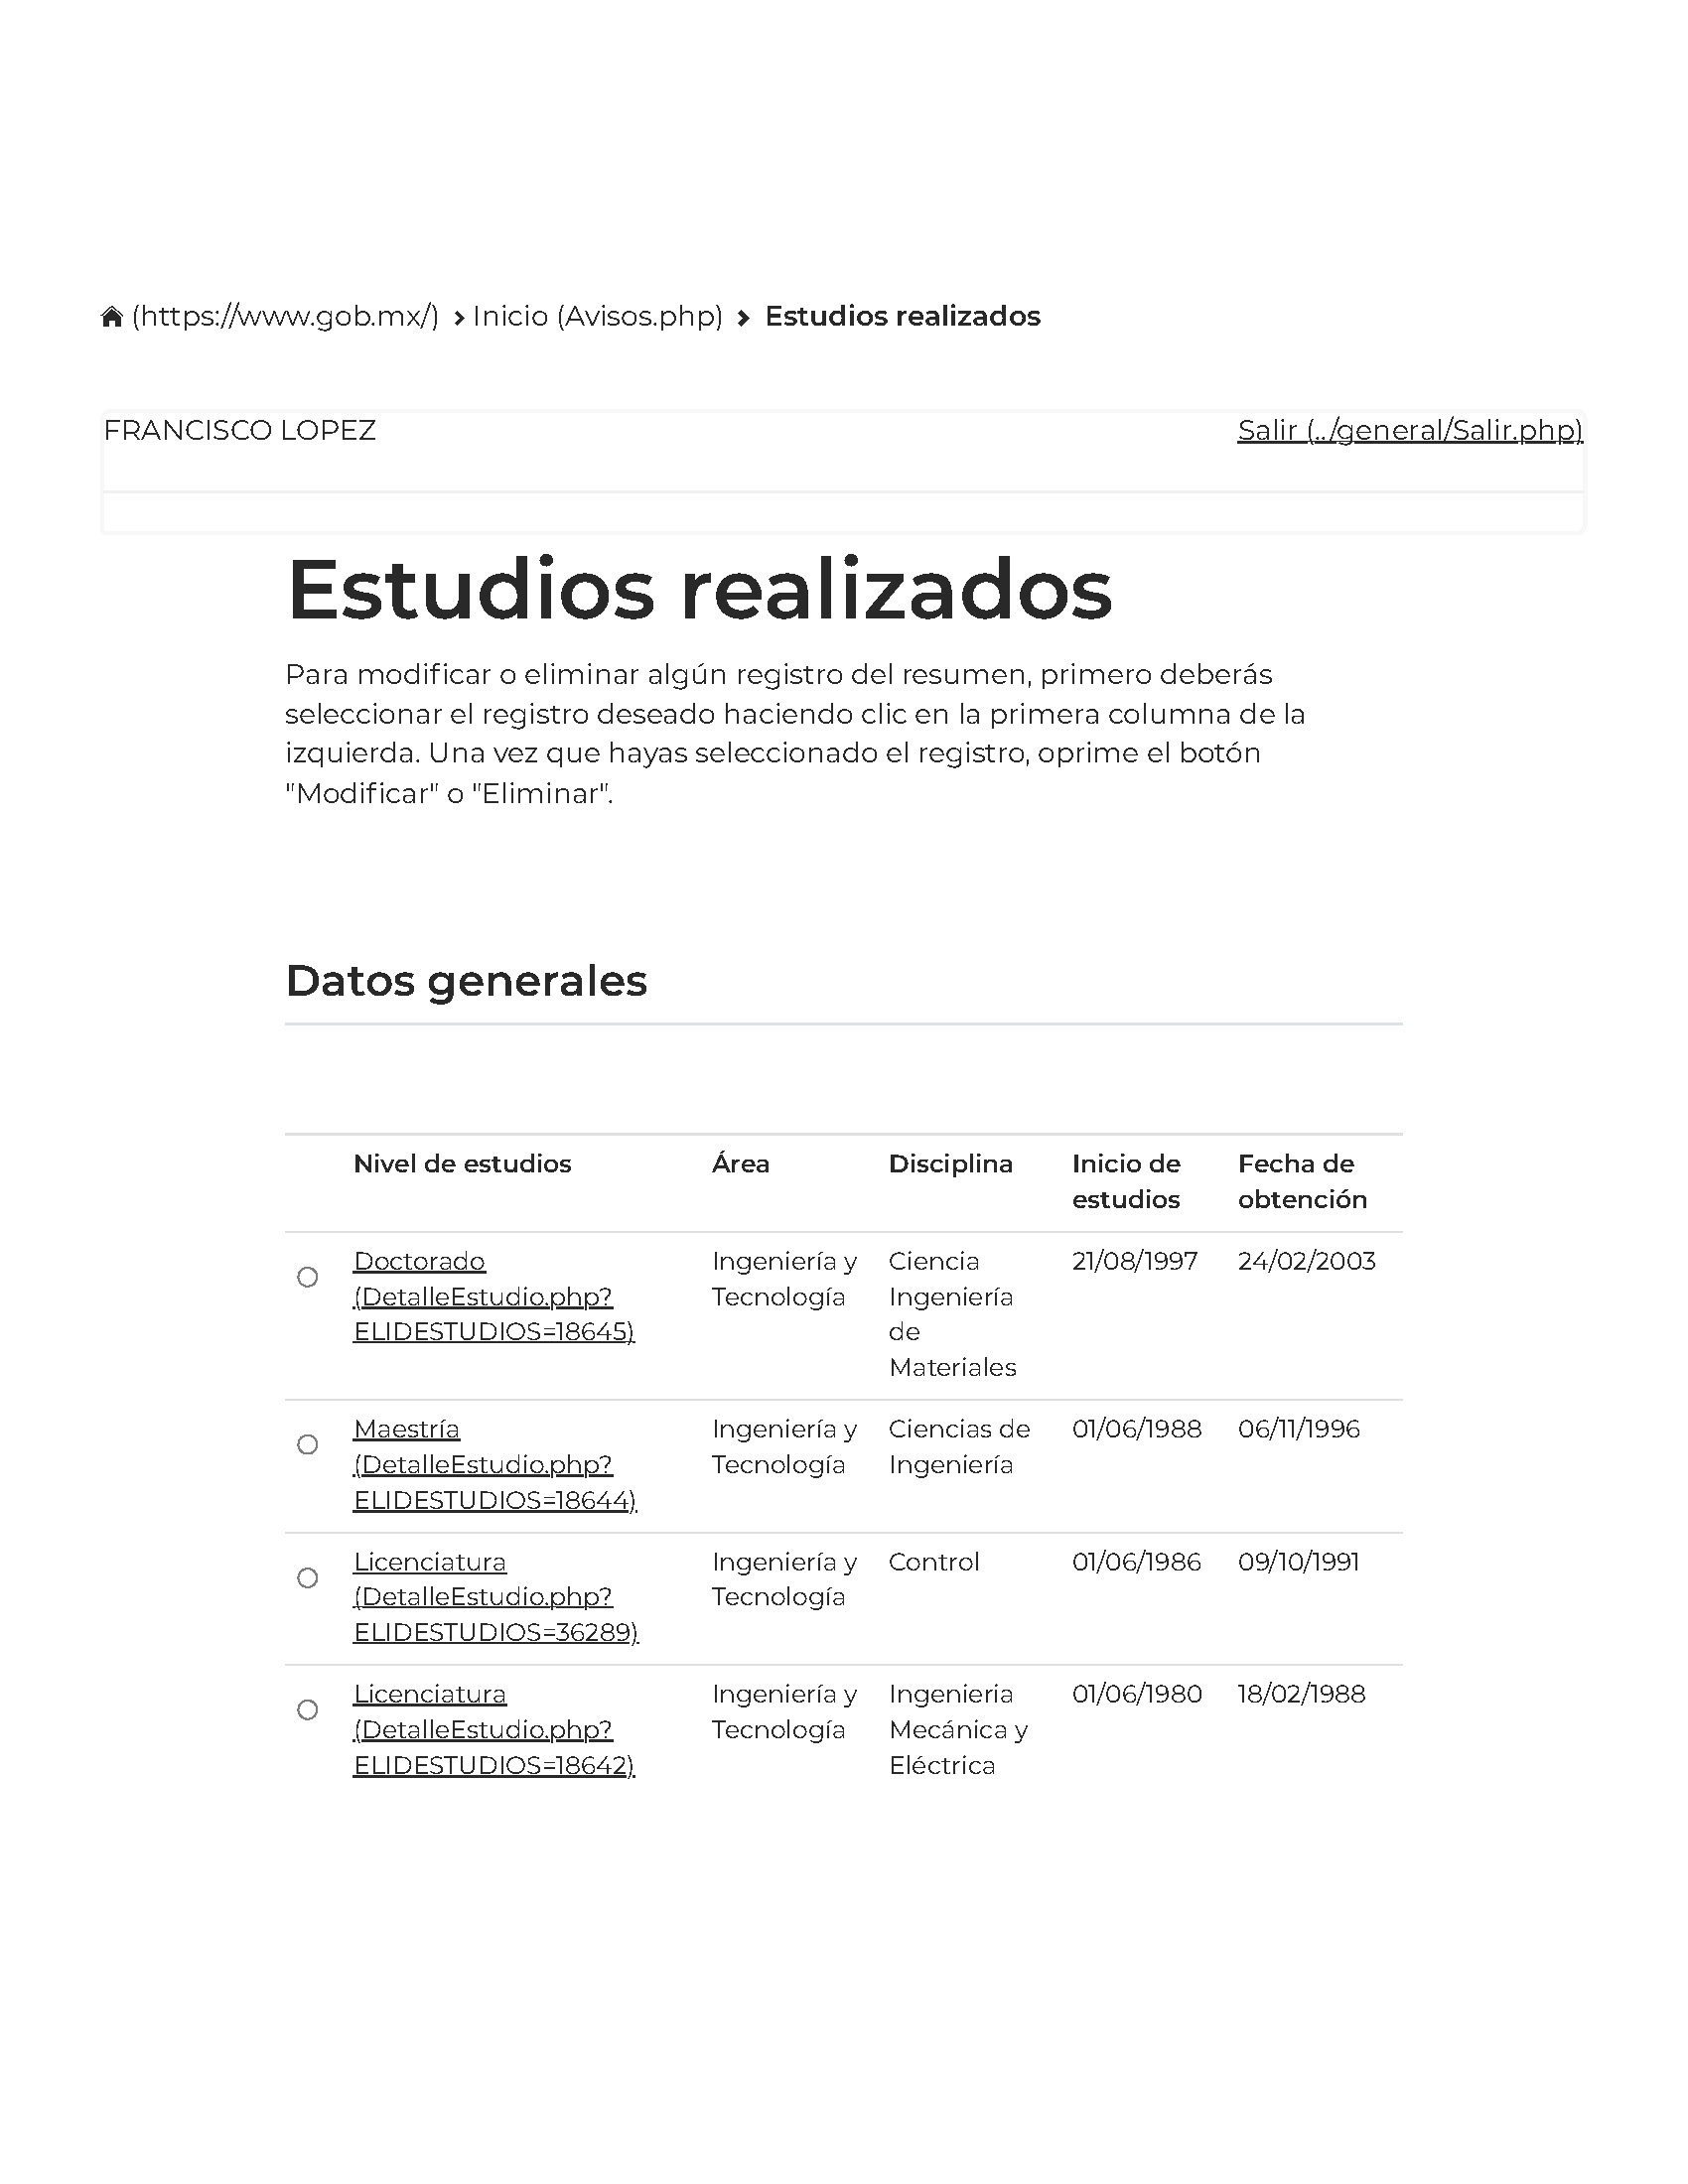 (https://www.gob.mx/) › Inicio (Avisos.php) › Estudios realizados
FRANCISCO LOPEZ Salir (../general/Salir.php)
Estudios realizados
Para modificar o eliminar algún registro del resumen, primero deberás
seleccionar el registro deseado haciendo clic en la primera columna de la
izquierda. Una vez que hayas seleccionado el registro, oprime el botón
"Modificar" o "Eliminar".
Datos generales
Nivel de estudios Área Disciplina Inicio de Fecha de
estudios obtención
Doctorado Ingeniería y Ciencia 21/08/1997 24/02/2003
(DetalleEstudio.php? Tecnología Ingeniería
ELIDESTUDIOS=18645) de
Materiales
Maestría Ingeniería y Ciencias de 01/06/1988 06/11/1996
(DetalleEstudio.php? Tecnología Ingeniería
ELIDESTUDIOS=18644)
Licenciatura Ingeniería y Control 01/06/1986 09/10/1991
(DetalleEstudio.php? Tecnología
ELIDESTUDIOS=36289)
Licenciatura Ingeniería y Ingenieria 01/06/1980 18/02/1988
(DetalleEstudio.php? Tecnología Mecánica y
ELIDESTUDIOS=18642) Eléctrica